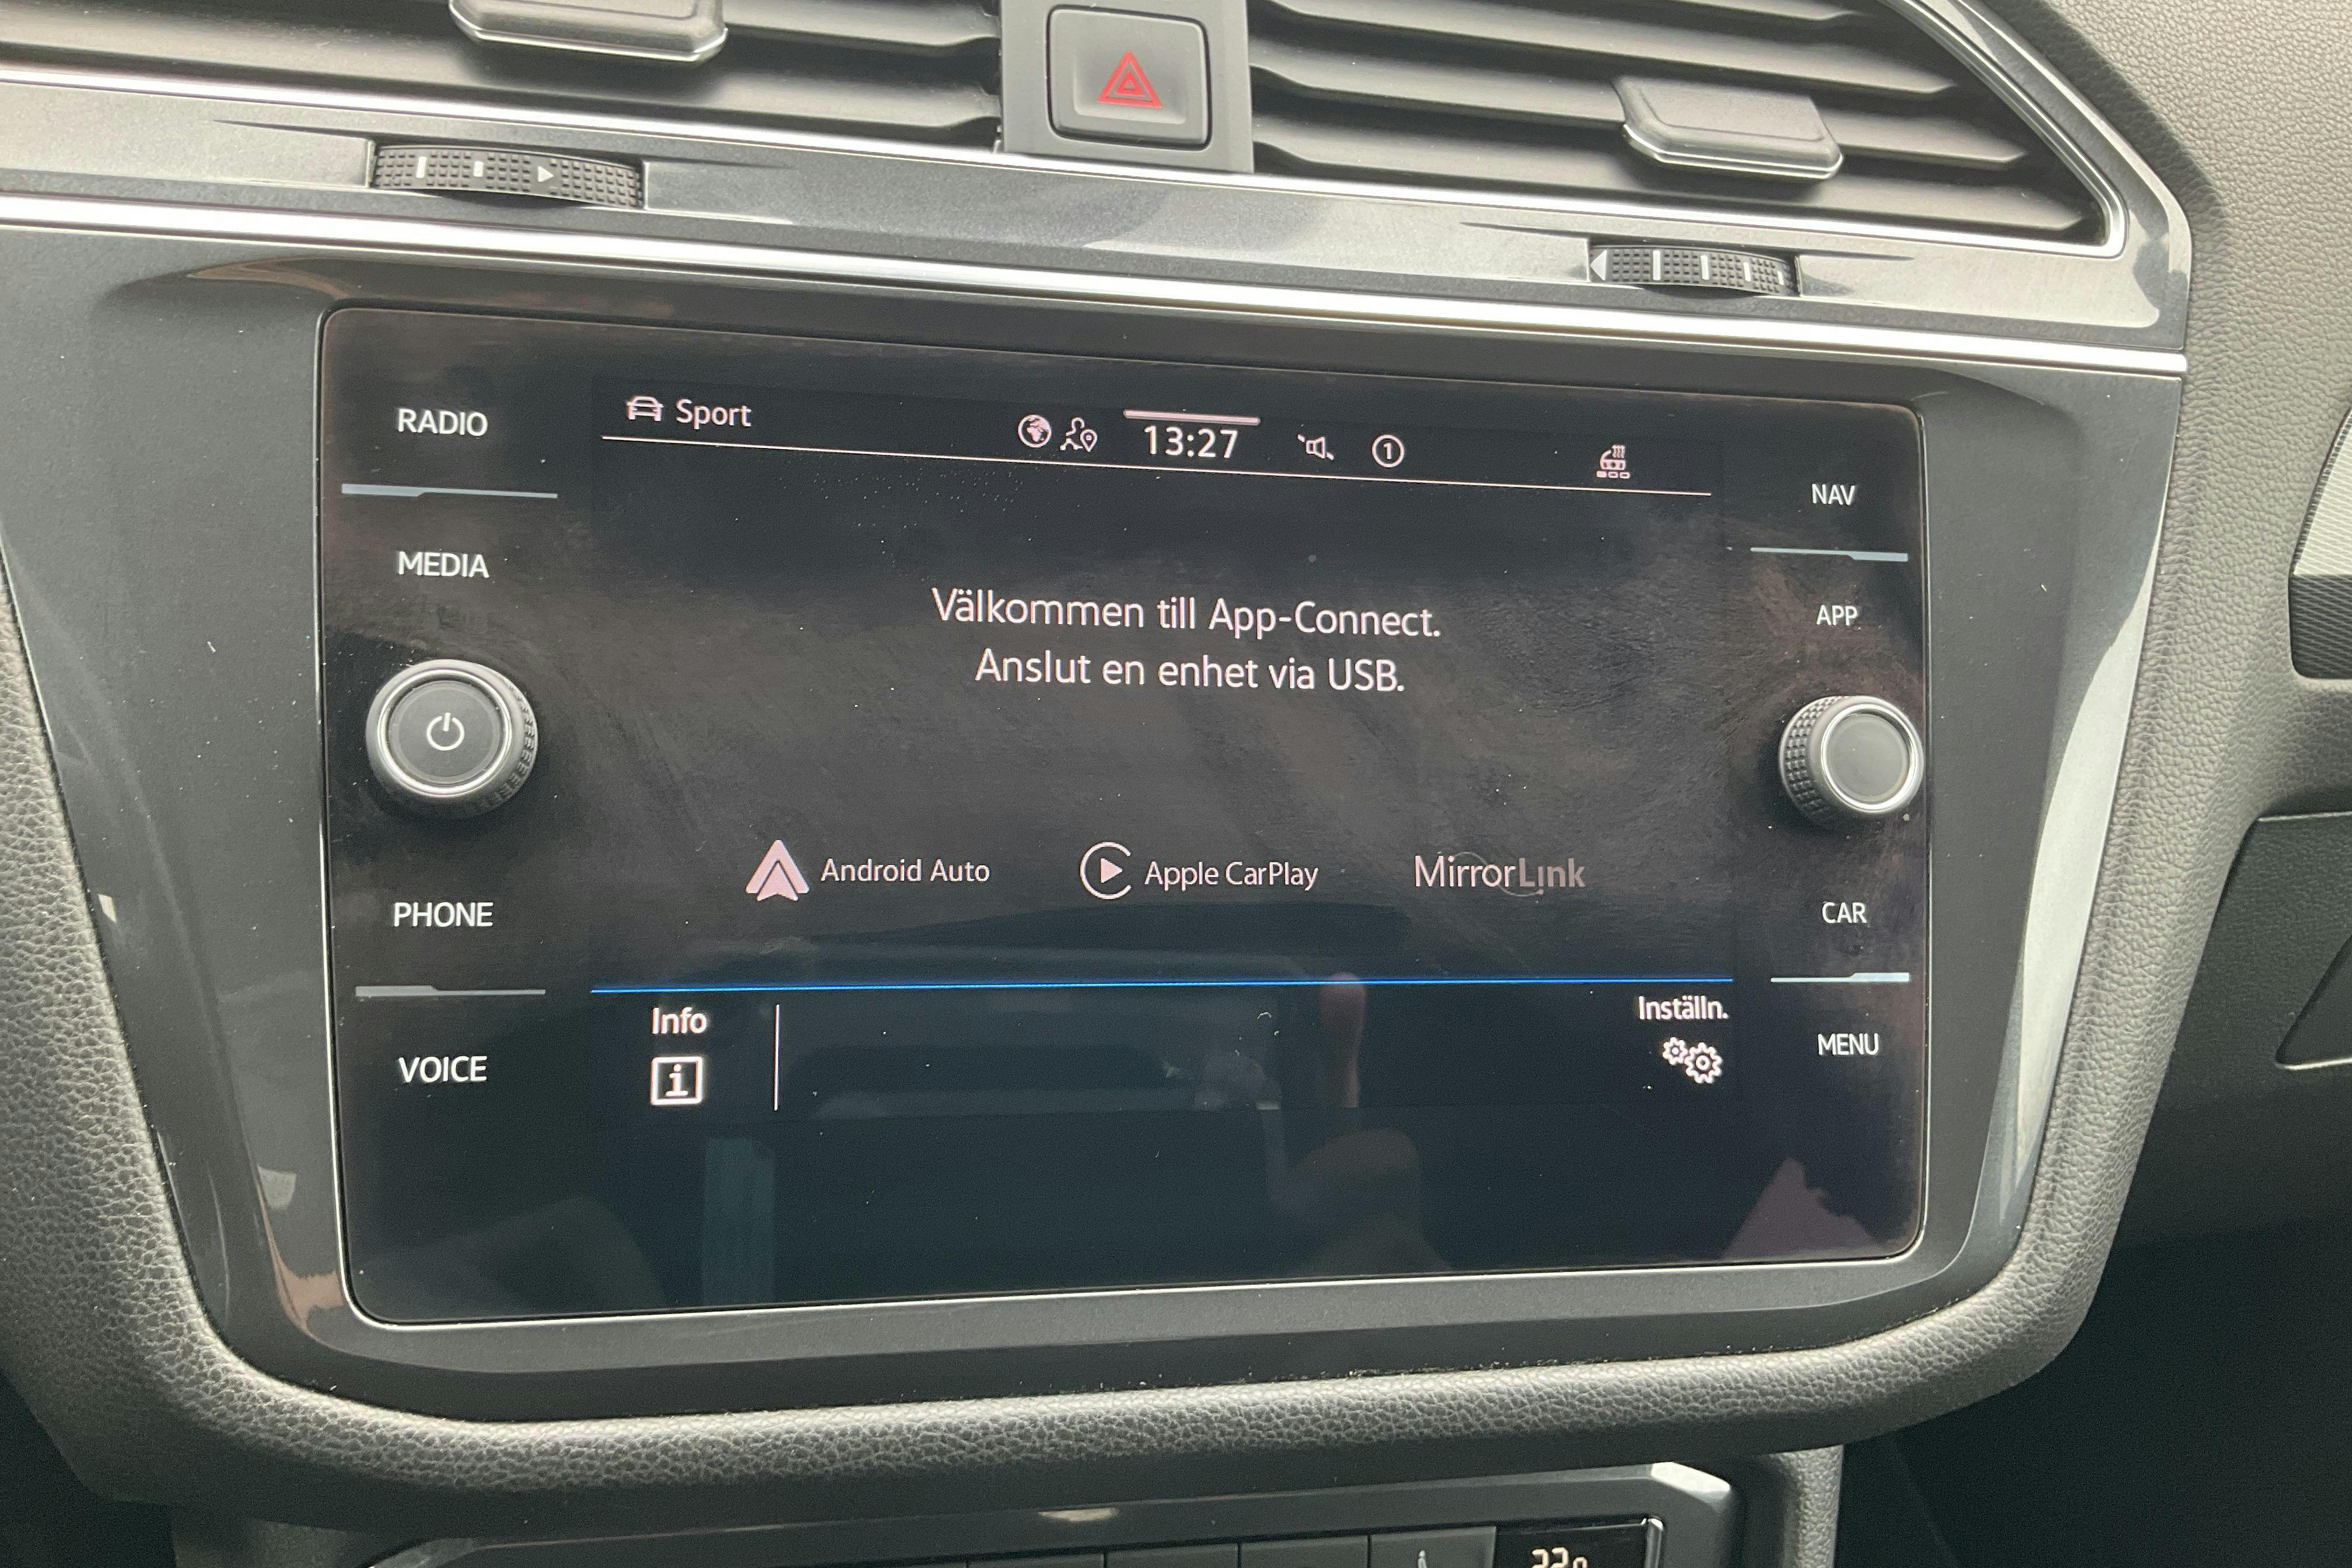 RADIO
MEDIA
PHONE
VOICE
Sport
13:27
1
Välkommen till App-Connect.
Anslut en enhet via USB.
Android Auto
Apple CarPlay
MirrorLink
Info
i
Inställn.
NAV
APP
CAR
MENU